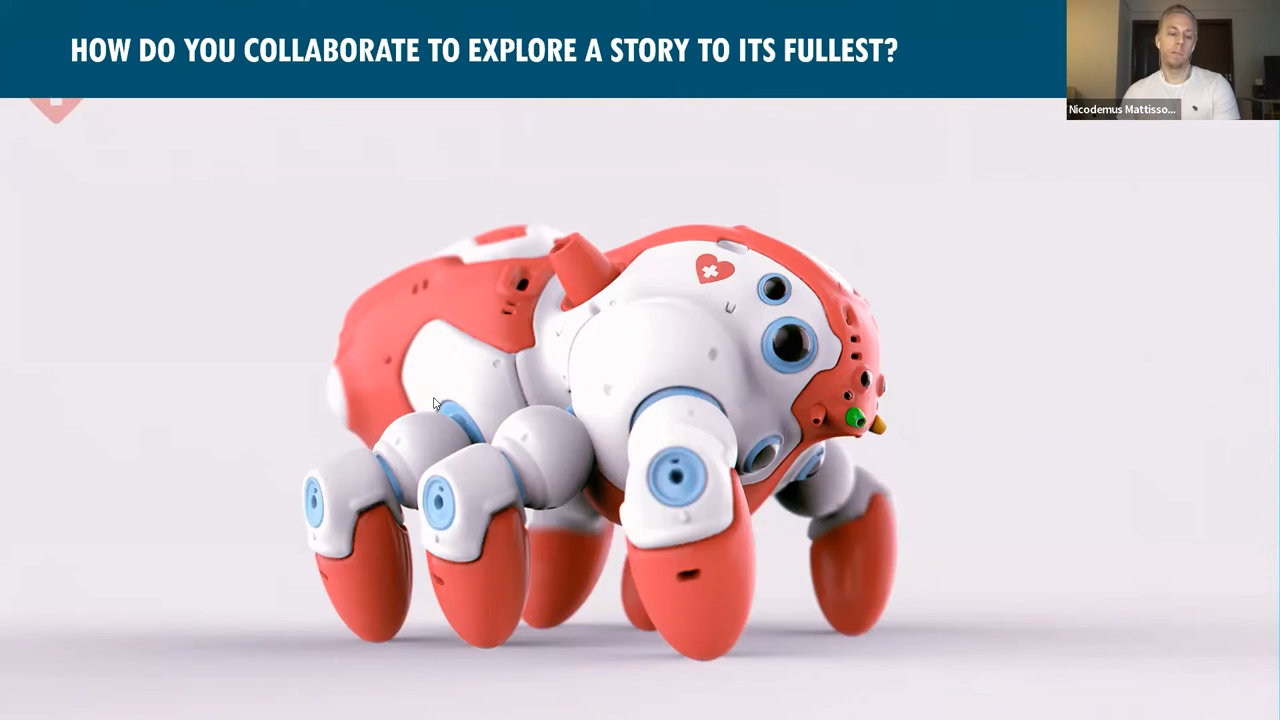 HOW DO YOU COLLABORATE TO EXPLORE A STORY TO ITS FULLEST?
Nicodemus Mattisso...